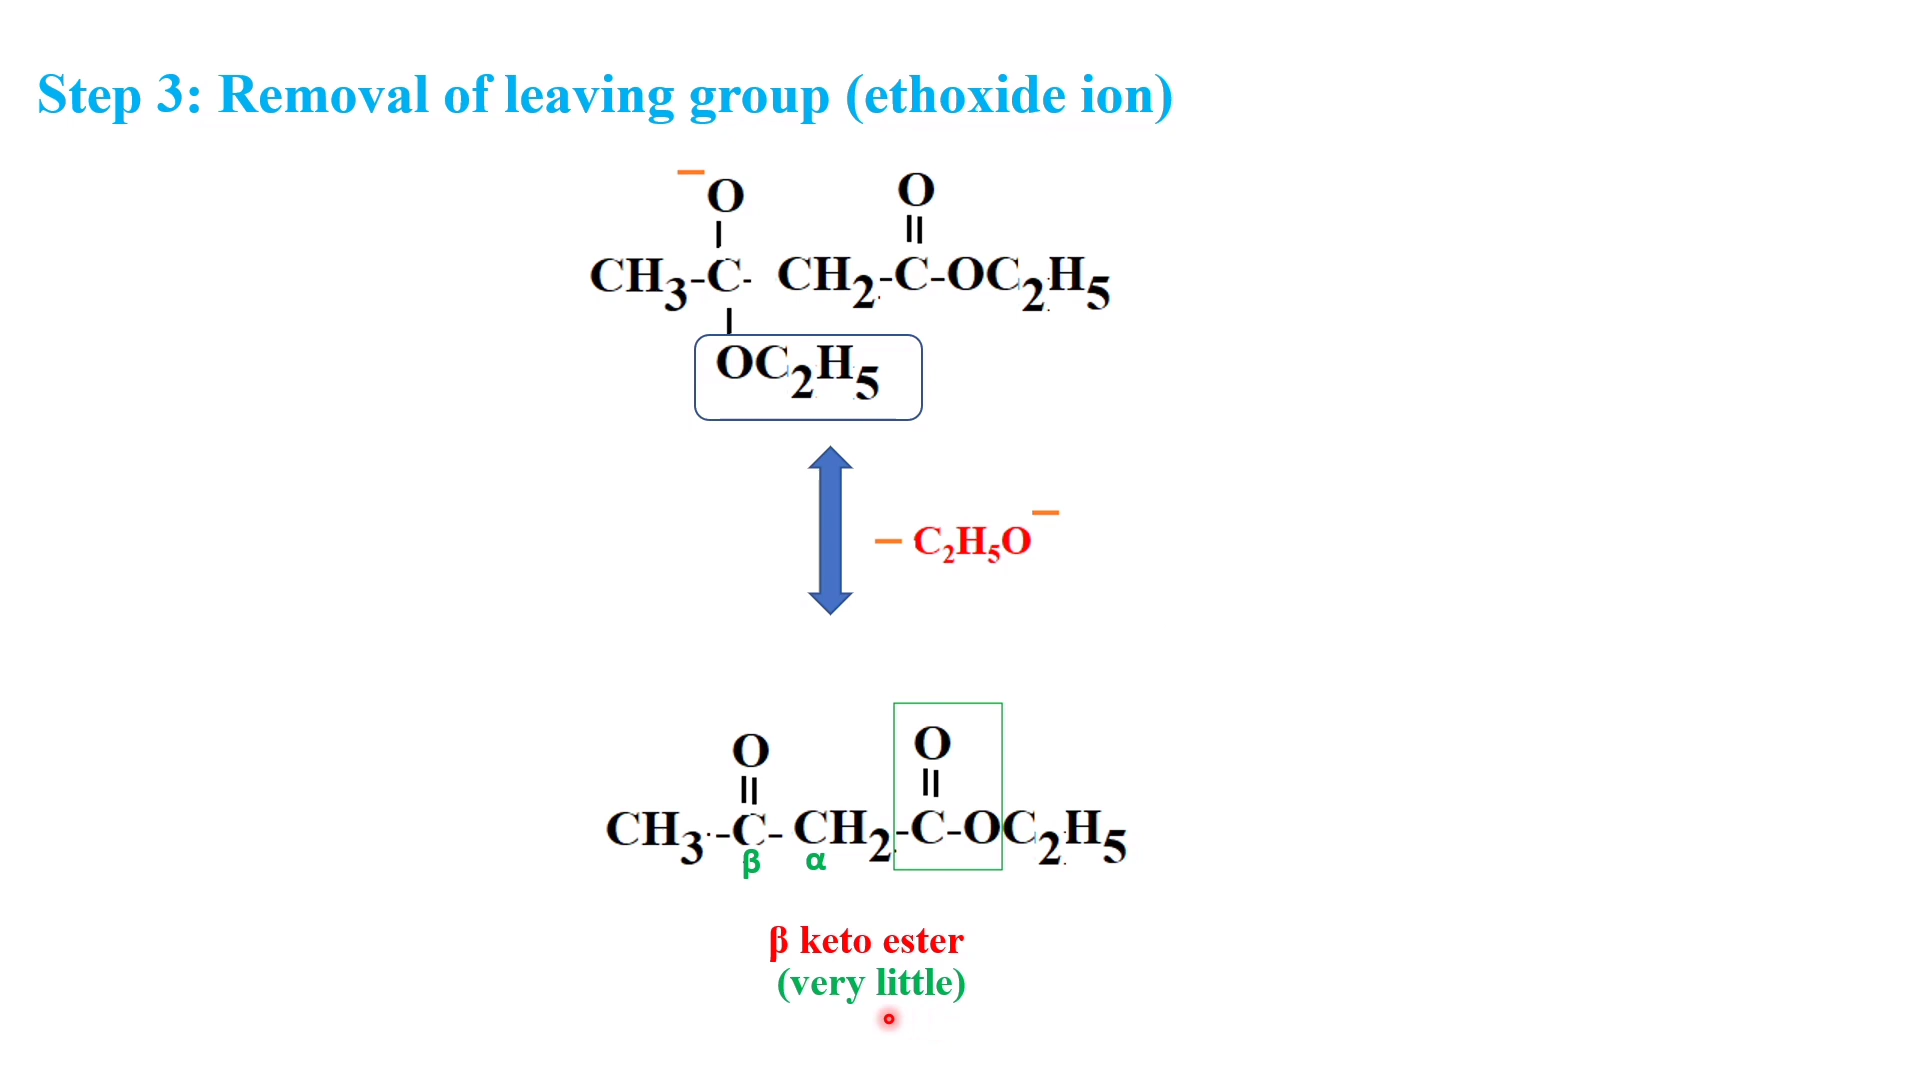 Step 3: Removal of leaving group (ethoxide ion)
– O O
CH3-C- CH2-C-OC2H5
OC2H5
– C2H5O –
O O
CH3-C- CH2-C-OC2H5
β α
β keto ester
(very little)